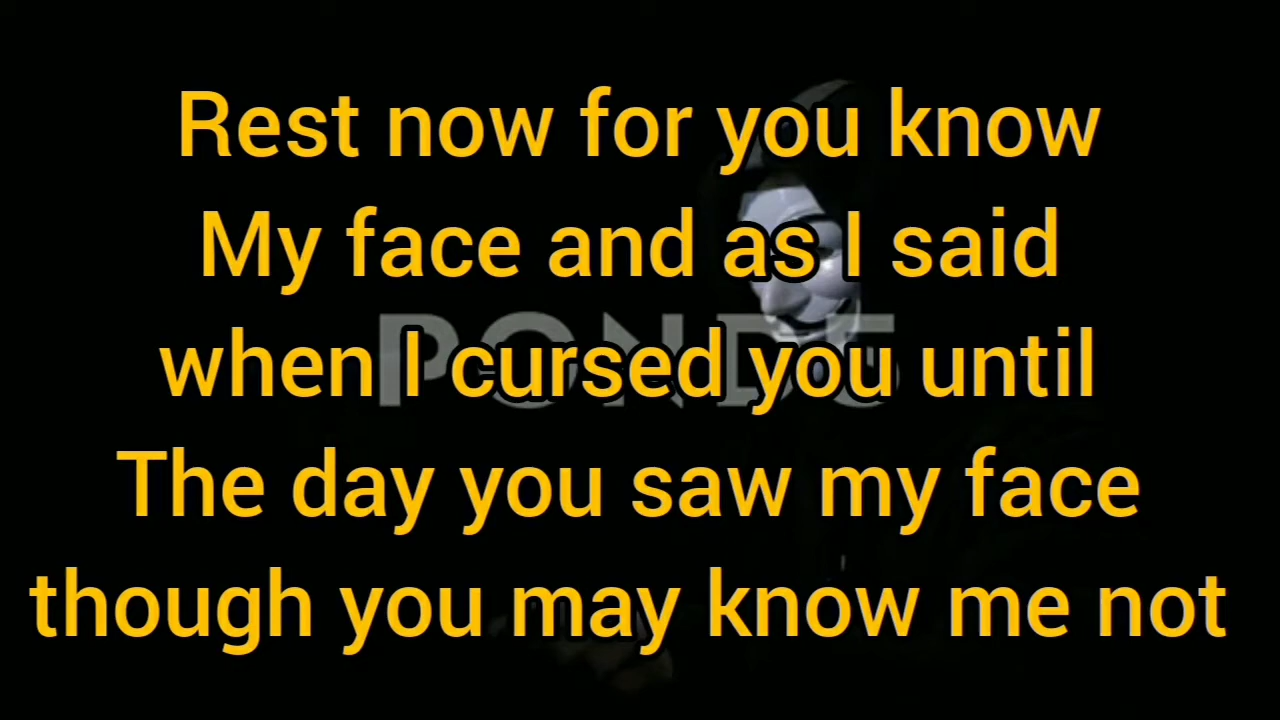 Rest now for you know
My face and as I said
when I cursed you until
The day you saw my face
though you may know me not